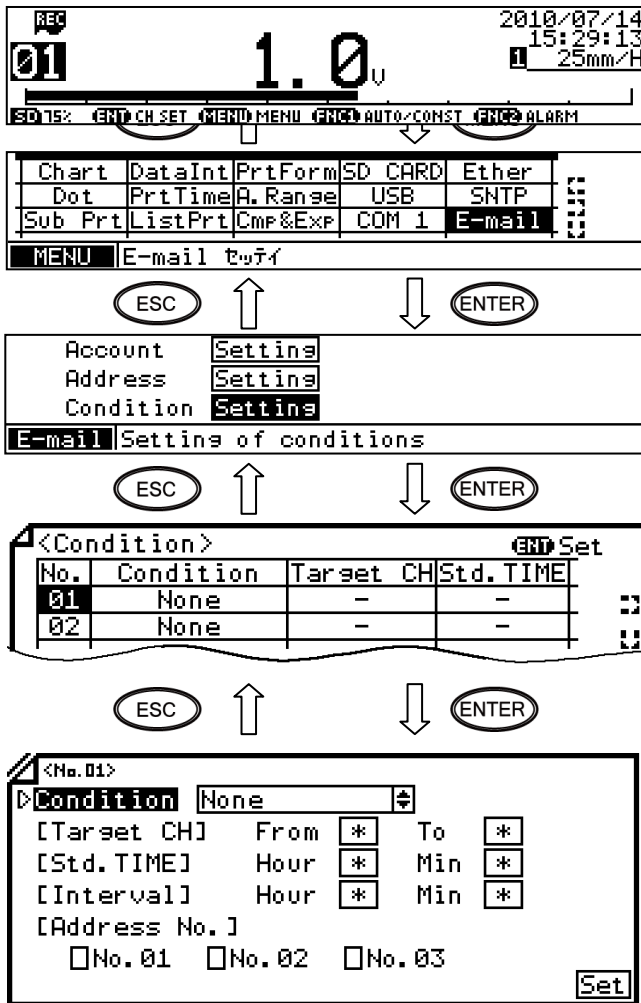 REC 2010/07/14
15:29:13
01 1.0V 1 25mm/H
SD 75% ENT CH SET MENU MENU FNC1 AUTO/CONST FNC2 ALARM
Chart DataInt PrtForm SD CARD Ether
Dot PrtTime A.Range USB SNTP
Sub Prt ListPrt Cmp&Exp COM 1 E-mail
MENU E-mail セッテイ
ESC ENTER
Account Setting
Address Setting
Condition Setting
E-mail Setting of conditions
ESC ENTER
<Condition> ENT Set
No. Condition Target CH Std.TIME
01 None − −
02 None − −
ESC ENTER
<No.01>
Condition None
[Target CH] From * To *
[Std.TIME] Hour * Min *
[Interval] Hour * Min *
[Address No.]
No.01 No.02 No.03
Set